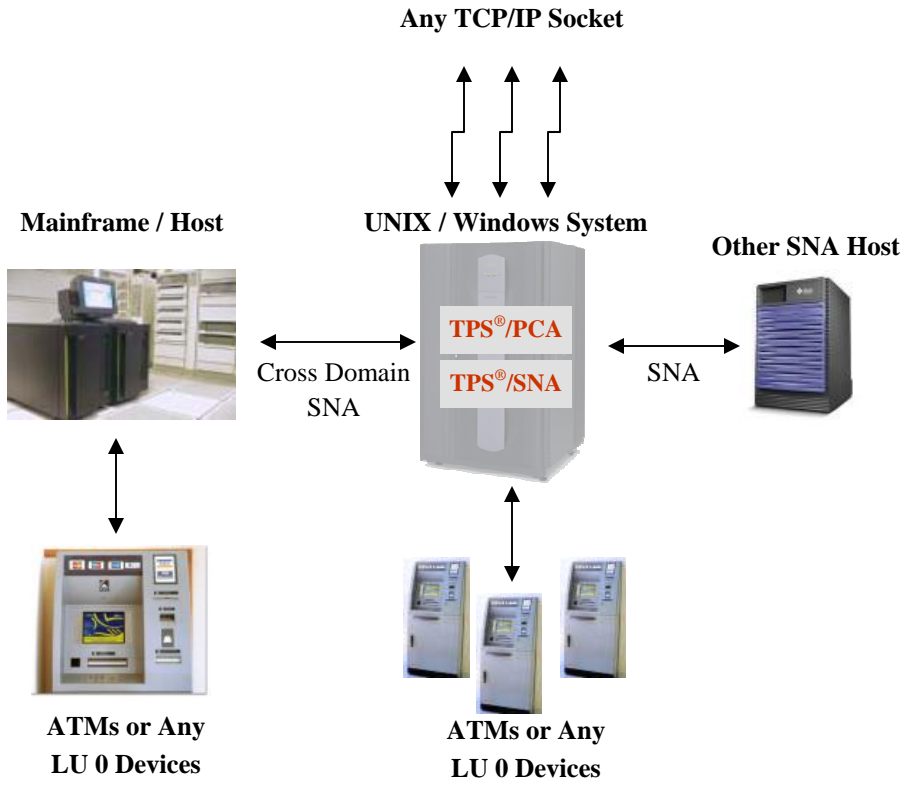 Any TCP/IP Socket
Mainframe / Host
UNIX / Windows System
Other SNA Host
TPS®/PCA
TPS®/SNA
Cross Domain
SNA
SNA
ATMs or Any
LU 0 Devices
ATMs or Any
LU 0 Devices